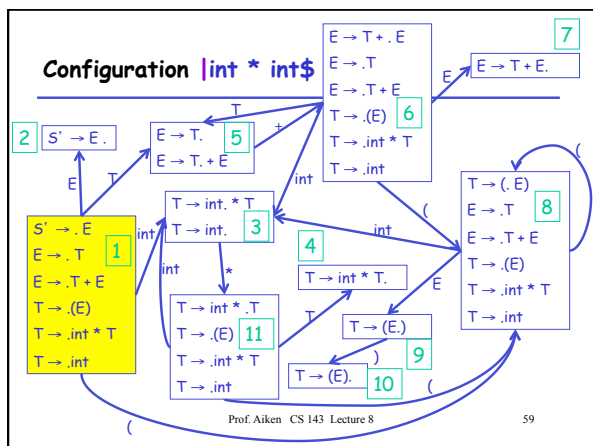 Configuration |int * int$
E → T + . E
E → .T
E → .T + E
T → .(E)
6
T → .int * T
T → .int
7
E → T + E.
E
T
+
2
S' → E .
E → T.
5
E → T. + E
int
(
(
E
T
T → (. E)
8
E → .T
E → .T + E
T → .(E)
T → .int * T
T → .int
T → int. * T
T → int.
3
int
int
int
S' → . E
1
E → . T
E → .T + E
T → .(E)
T → .int * T
T → .int
4
T → int * T.
*
T
E
T → int * .T
T → .(E)
11
T → .int * T
T → .int
T → (E.)
9
)
T → (E).
10
(
(
Prof. Aiken CS 143 Lecture 8
59